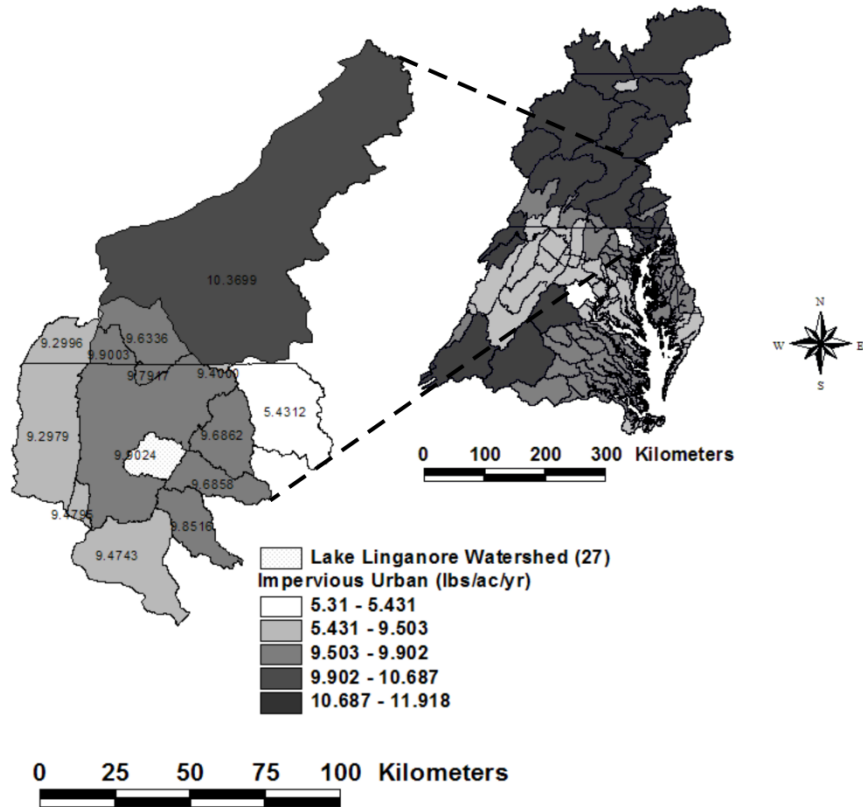 10.3699
9.6336
9.2996
9.9003
9.7917
9.4000
5.4312
9.2979
9.6862
9.9024
9.6858
9.4795
9.8516
9.4743
N
W E
S
0 100 200 300 Kilometers
Lake Linganore Watershed (27)
Impervious Urban (lbs/ac/yr)
5.31 - 5.431
5.431 - 9.503
9.503 - 9.902
9.902 - 10.687
10.687 - 11.918
0 25 50 75 100 Kilometers